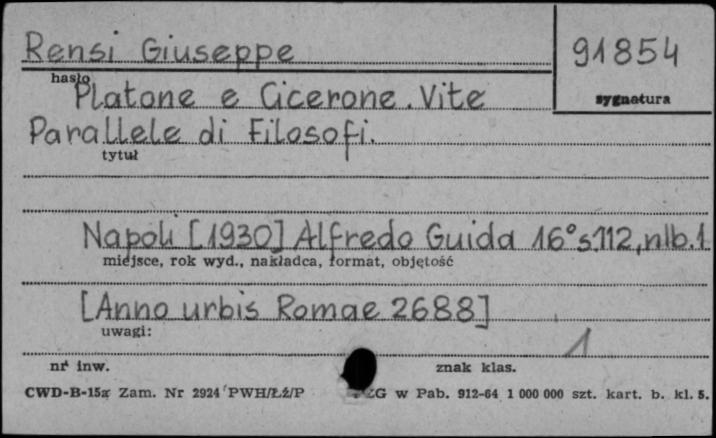 Rensi Giuseppe
91854
hasło
sygnatura
Platone e Cicerone. Vite
Parallele di Filosofi.
tytuł
Napoli [1930] Alfredo Guida 16° s.112, nlb.1
miejsce, rok wyd., nakładca, format, objętość
[Anno urbis Romae 2688]
uwagi:
1
nr inw.
znak klas.
CWD-B-15a Zam. Nr 2924 PWH/Łż/P
w Pab. 912-64 1 000 000 szt. kart. b. kl. 5.